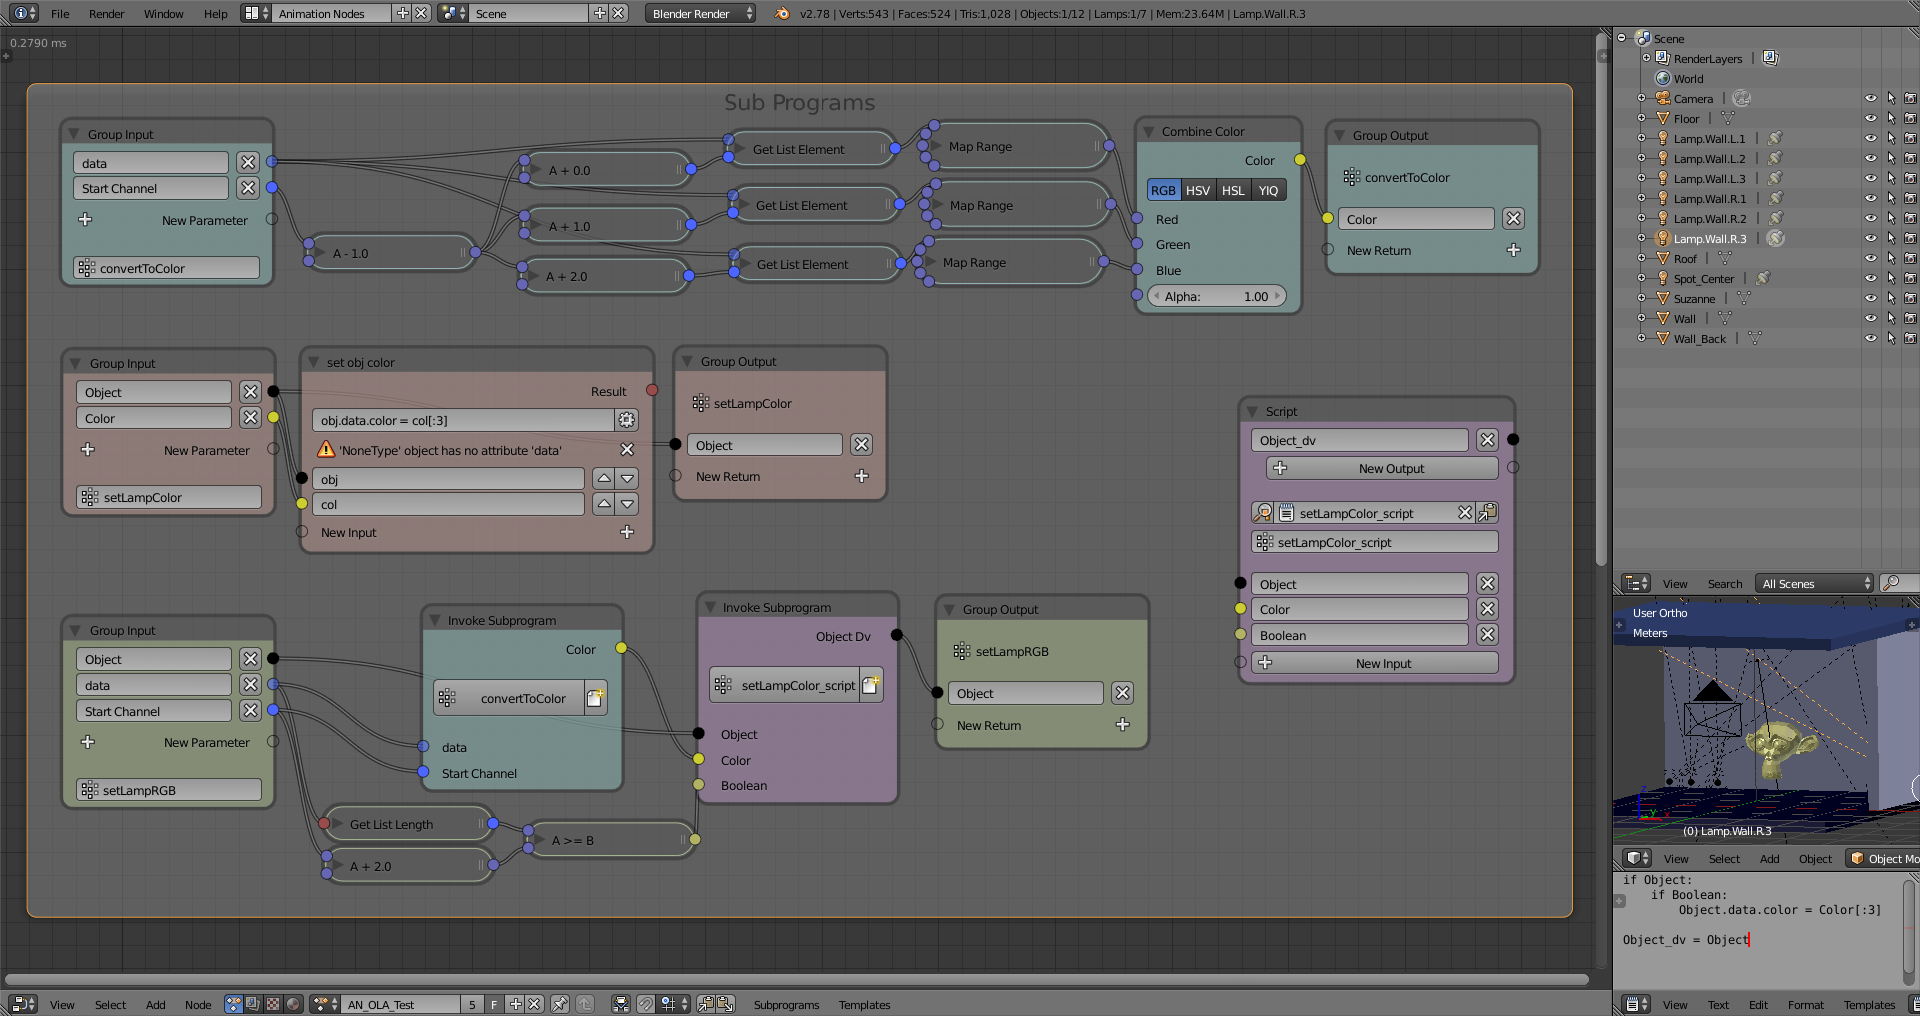 File Render Window Help Animation Nodes Scene Blender Render v2.78 | Verts:543 | Faces:524 | Tris:1,028 | Objects:1/12 | Lamps:1/7 | Mem:23.64M | Lamp.Wall.R.3
0.2790 ms
Sub Programs
Group Input
data
Start Channel
New Parameter
convertToColor
A - 1.0
A + 0.0
A + 1.0
A + 2.0
Get List Element
Get List Element
Get List Element
Map Range
Map Range
Map Range
Combine Color
Color
RGB HSV HSL YIQ
Red
Green
Blue
Alpha: 1.00
Group Output
convertToColor
Color
New Return
Group Input
Object
Color
New Parameter
setLampColor
set obj color
Result
obj.data.color = col[:3]
'NoneType' object has no attribute 'data'
obj
col
New Input
Group Output
setLampColor
Object
New Return
Script
Object_dv
New Output
setLampColor_script
setLampColor_script
Object
Color
Boolean
New Input
Group Input
Object
data
Start Channel
New Parameter
setLampRGB
Invoke Subprogram
Color
convertToColor
data
Start Channel
Get List Length
A + 2.0
A >= B
Invoke Subprogram
Object Dv
setLampColor_script
Object
Color
Boolean
Group Output
setLampRGB
Object
New Return
View Select Add Node AN_OLA_Test 5 F Subprograms Templates
Scene
RenderLayers
World
Camera
Floor
Lamp.Wall.L.1
Lamp.Wall.L.2
Lamp.Wall.L.3
Lamp.Wall.R.1
Lamp.Wall.R.2
Lamp.Wall.R.3
Roof
Spot_Center
Suzanne
Wall
Wall_Back
View Search All Scenes
User Ortho
Meters
(0) Lamp.Wall.R.3
View Select Add Object Object Mo
if Object:
if Boolean:
Object.data.color = Color[:3]
Object_dv = Object
View Text Edit Format Templates